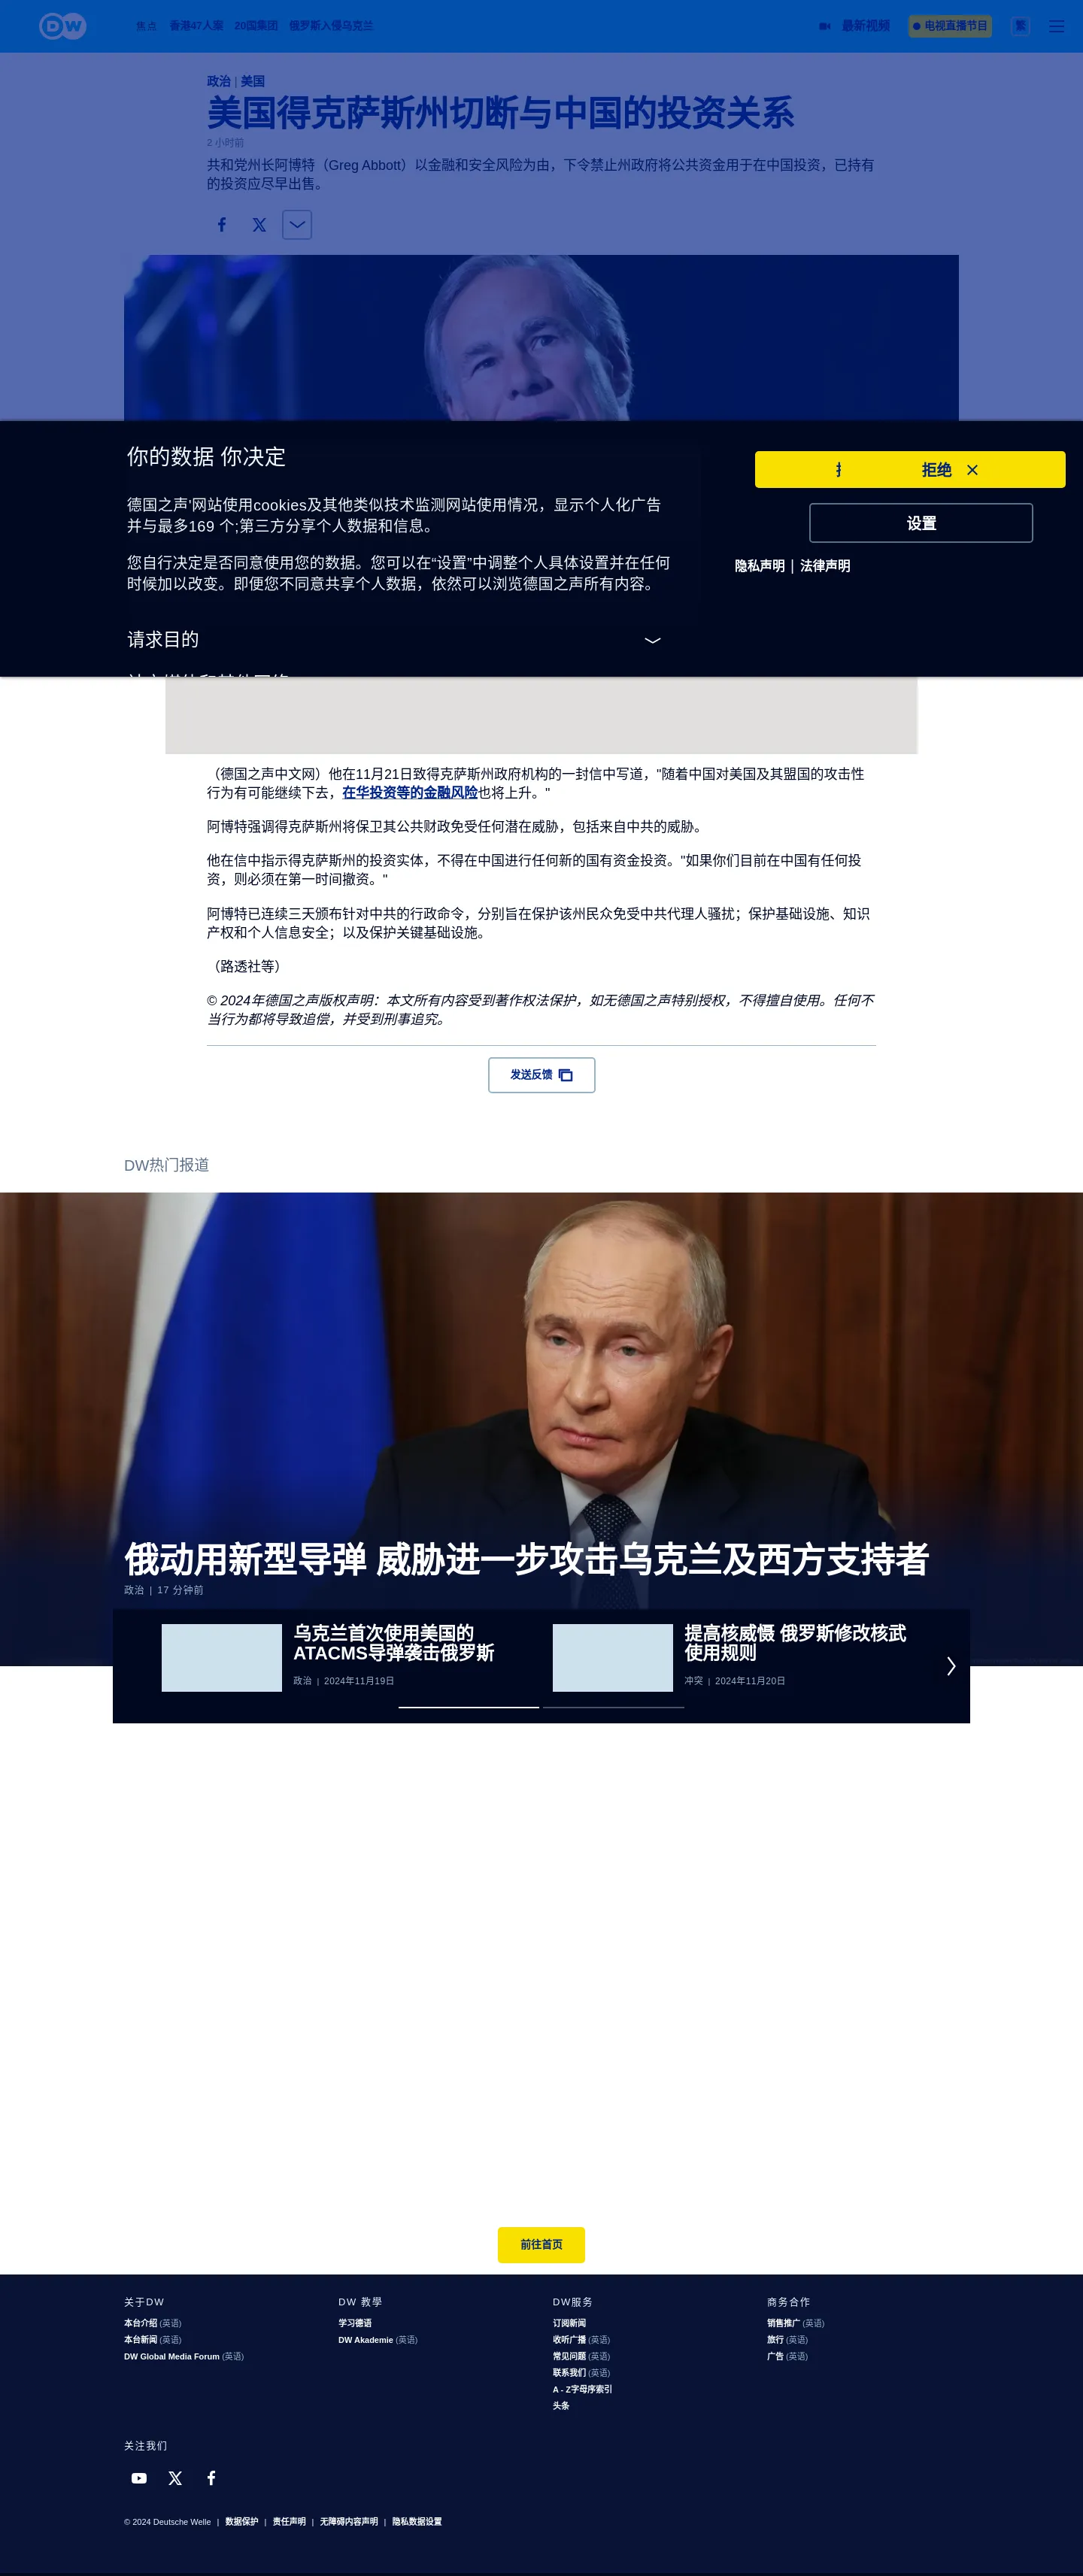 DW
焦点 香港47人案 20国集团 俄罗斯入侵乌克兰
最新视频
电视直播节目
繁
政治 | 美国
美国得克萨斯州切断与中国的投资关系
2 小时前
共和党州长阿博特（Greg Abbott）以金融和安全风险为由，下令禁止州政府将公共资金用于在中国投资，已持有
的投资应尽早出售。
你的数据 你决定
德国之声'网站使用cookies及其他类似技术监测网站使用情况，显示个人化广告
并与最多169 个;第三方分享个人数据和信息。
您自行决定是否同意使用您的数据。您可以在“设置”中调整个人具体设置并在任何
时候加以改变。即便您不同意共享个人数据，依然可以浏览德国之声所有内容。
请求目的
拒绝
设置
隐私声明 | 法律声明
（德国之声中文网）他在11月21日致得克萨斯州政府机构的一封信中写道，"随着中国对美国及其盟国的攻击性
行为有可能继续下去，在华投资等的金融风险也将上升。"
阿博特强调得克萨斯州将保卫其公共财政免受任何潜在威胁，包括来自中共的威胁。
他在信中指示得克萨斯州的投资实体，不得在中国进行任何新的国有资金投资。"如果你们目前在中国有任何投
资，则必须在第一时间撤资。"
阿博特已连续三天颁布针对中共的行政命令，分别旨在保护该州民众免受中共代理人骚扰；保护基础设施、知识
产权和个人信息安全；以及保护关键基础设施。
（路透社等）
© 2024年德国之声版权声明：本文所有内容受到著作权法保护，如无德国之声特别授权，不得擅自使用。任何不
当行为都将导致追偿，并受到刑事追究。
发送反馈
DW热门报道
俄动用新型导弹 威胁进一步攻击乌克兰及西方支持者
政治 | 17 分钟前
乌克兰首次使用美国的
ATACMS导弹袭击俄罗斯
政治 | 2024年11月19日
提高核威慑 俄罗斯修改核武
使用规则
冲突 | 2024年11月20日
前往首页
关于DW
本台介绍 (英语)
本台新闻 (英语)
DW Global Media Forum (英语)
DW 教學
学习德语
DW Akademie (英语)
DW服务
订阅新闻
收听广播 (英语)
常见问题 (英语)
联系我们 (英语)
A - Z字母序索引
头条
商务合作
销售推广 (英语)
旅行 (英语)
广告 (英语)
关注我们
© 2024 Deutsche Welle | 数据保护 | 责任声明 | 无障碍内容声明 | 隐私数据设置